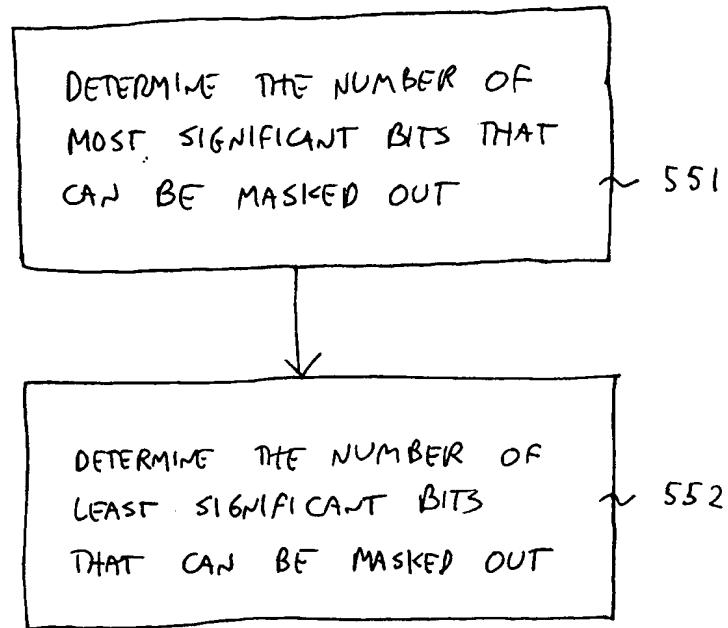 DETERMINE THE NUMBER OF
MOST SIGNIFICANT BITS THAT
CAN BE MASKED OUT
551
DETERMINE THE NUMBER OF
LEAST SIGNIFICANT BITS
THAT CAN BE MASKED OUT
552